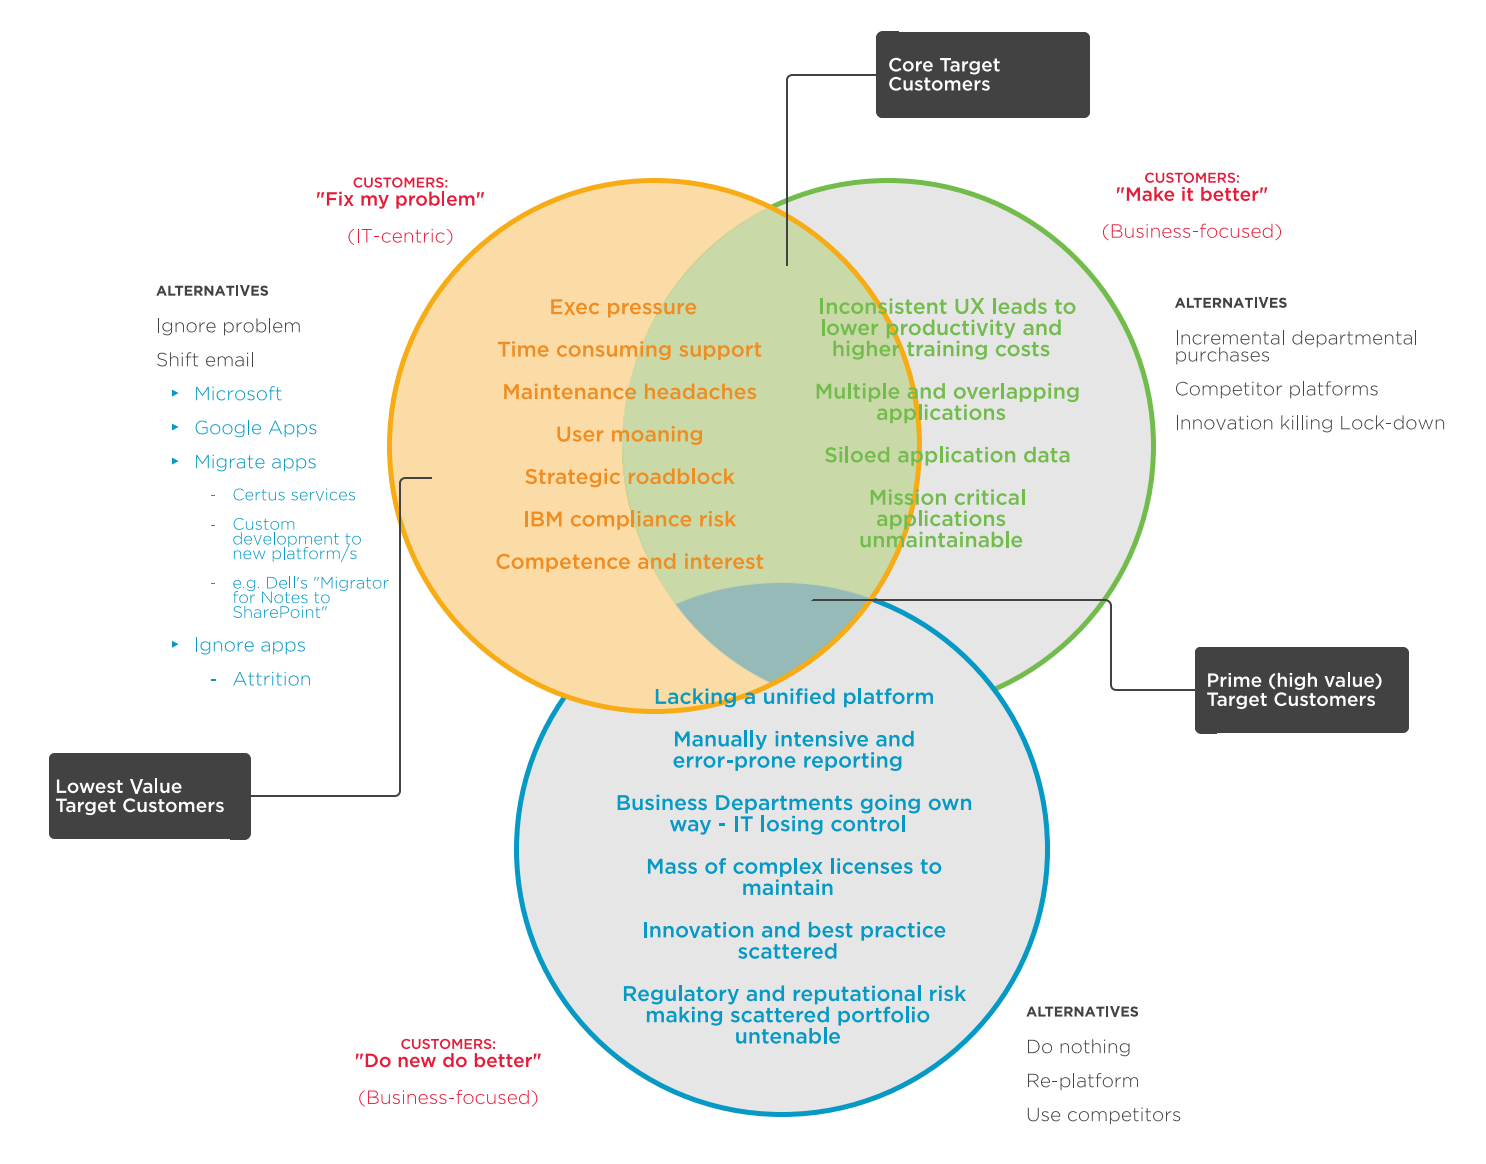 Core Target
Customers
CUSTOMERS:
"Fix my problem"
(IT-centric)
CUSTOMERS:
"Make it better"
(Business-focused)
ALTERNATIVES
Ignore problem
Shift email
▸ Microsoft
▸ Google Apps
▸ Migrate apps
- Certus services
- Custom
development to
new platform/s
- e.g. Dell's "Migrator
for Notes to
SharePoint"
▸ Ignore apps
- Attrition
Exec pressure
Time consuming support
Maintenance headaches
User moaning
Strategic roadblock
IBM compliance risk
Competence and interest
Inconsistent UX leads to
lower productivity and
higher training costs
Multiple and overlapping
applications
Siloed application data
Mission critical
applications
unmaintainable
ALTERNATIVES
Incremental departmental
purchases
Competitor platforms
Innovation killing Lock-down
Prime (high value)
Target Customers
Lowest Value
Target Customers
Lacking a unified platform
Manually intensive and
error-prone reporting
Business Departments going own
way - IT losing control
Mass of complex licenses to
maintain
Innovation and best practice
scattered
Regulatory and reputational risk
making scattered portfolio
untenable
CUSTOMERS:
"Do new do better"
(Business-focused)
ALTERNATIVES
Do nothing
Re-platform
Use competitors